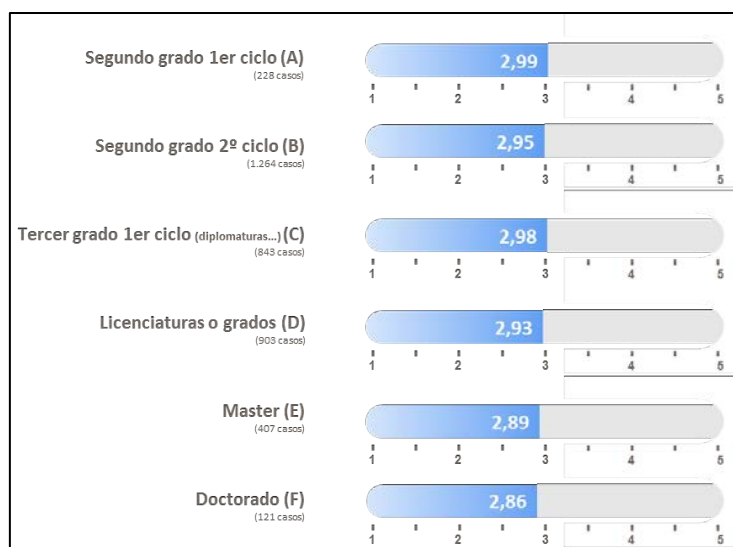 Segundo grado 1er ciclo (A)
(228 casos)
2,99
1 2 3 4 5
Segundo grado 2º ciclo (B)
(1.264 casos)
2,95
1 2 3 4 5
Tercer grado 1er ciclo (diplomaturas...) (C)
(843 casos)
2,98
1 2 3 4 5
Licenciaturas o grados (D)
(903 casos)
2,93
1 2 3 4 5
Master (E)
(407 casos)
2,89
1 2 3 4 5
Doctorado (F)
(121 casos)
2,86
1 2 3 4 5